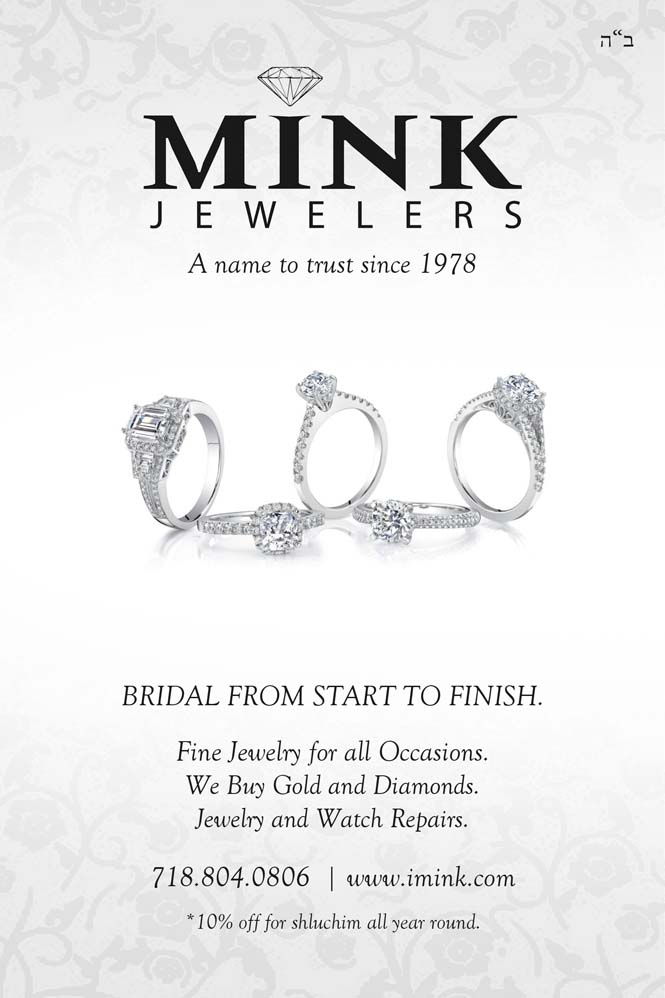 ב"ה
MINK
JEWELERS
A name to trust since 1978
BRIDAL FROM START TO FINISH.
Fine Jewelry for all Occasions.
We Buy Gold and Diamonds.
Jewelry and Watch Repairs.
718.804.0806 | www.imink.com
*10% off for shluchim all year round.